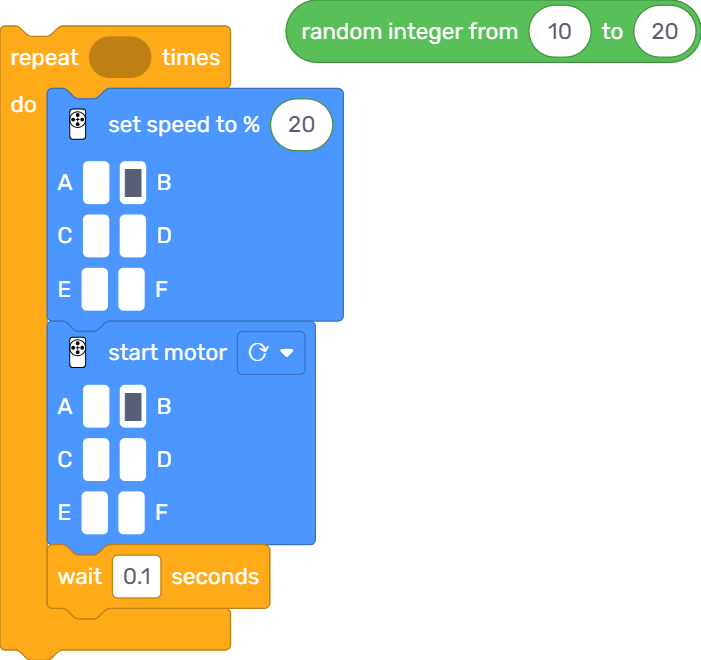 random integer from 10 to 20
repeat times
do
set speed to % 20
A B
C D
E F
start motor
A B
C D
E F
wait 0.1 seconds